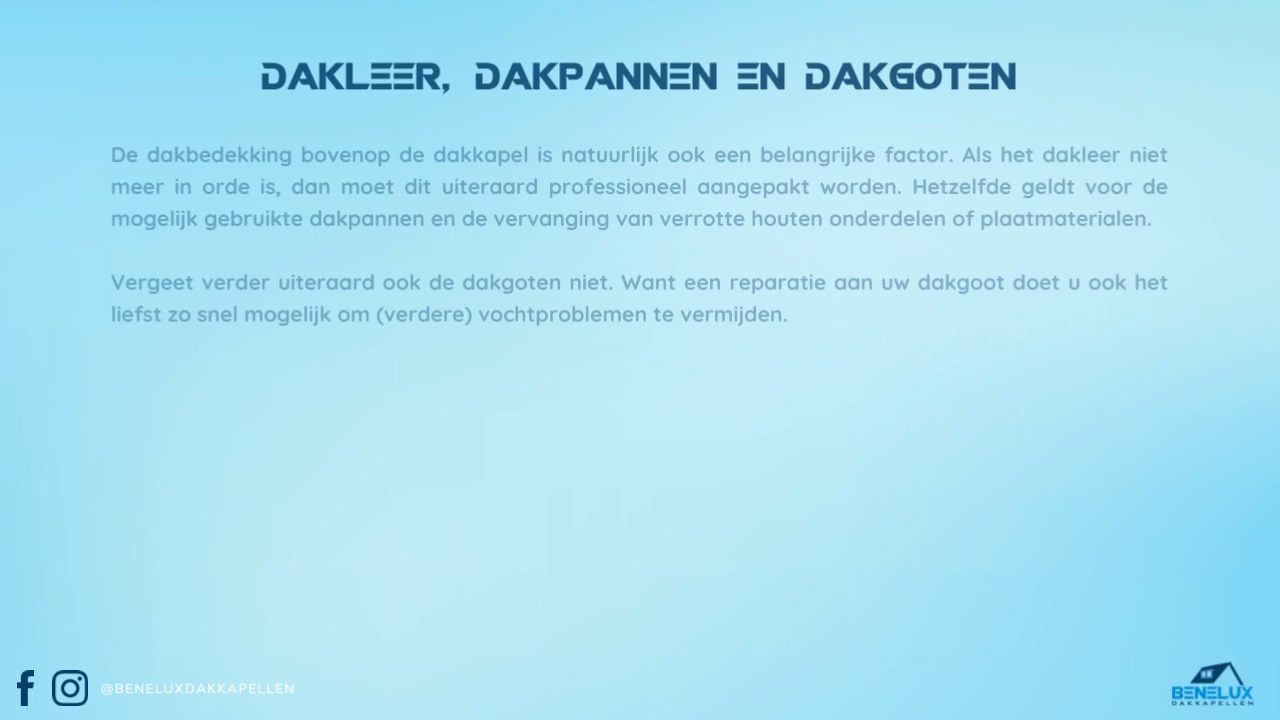 DAKLEER, DAKPANNEN EN DAKGOTEN
De dakbedekking bovenop de dakkapel is natuurlijk ook een belangrijke factor. Als het dakleer niet
meer in orde is, dan moet dit uiteraard professioneel aangepakt worden. Hetzelfde geldt voor de
mogelijk gebruikte dakpannen en de vervanging van verrotte houten onderdelen of plaatmaterialen.
Vergeet verder uiteraard ook de dakgoten niet. Want een reparatie aan uw dakgoot doet u ook het
liefst zo snel mogelijk om (verdere) vochtproblemen te vermijden.
@BENELUXDAKKAPELLEN
BENELUX
DAKKAPELLEN